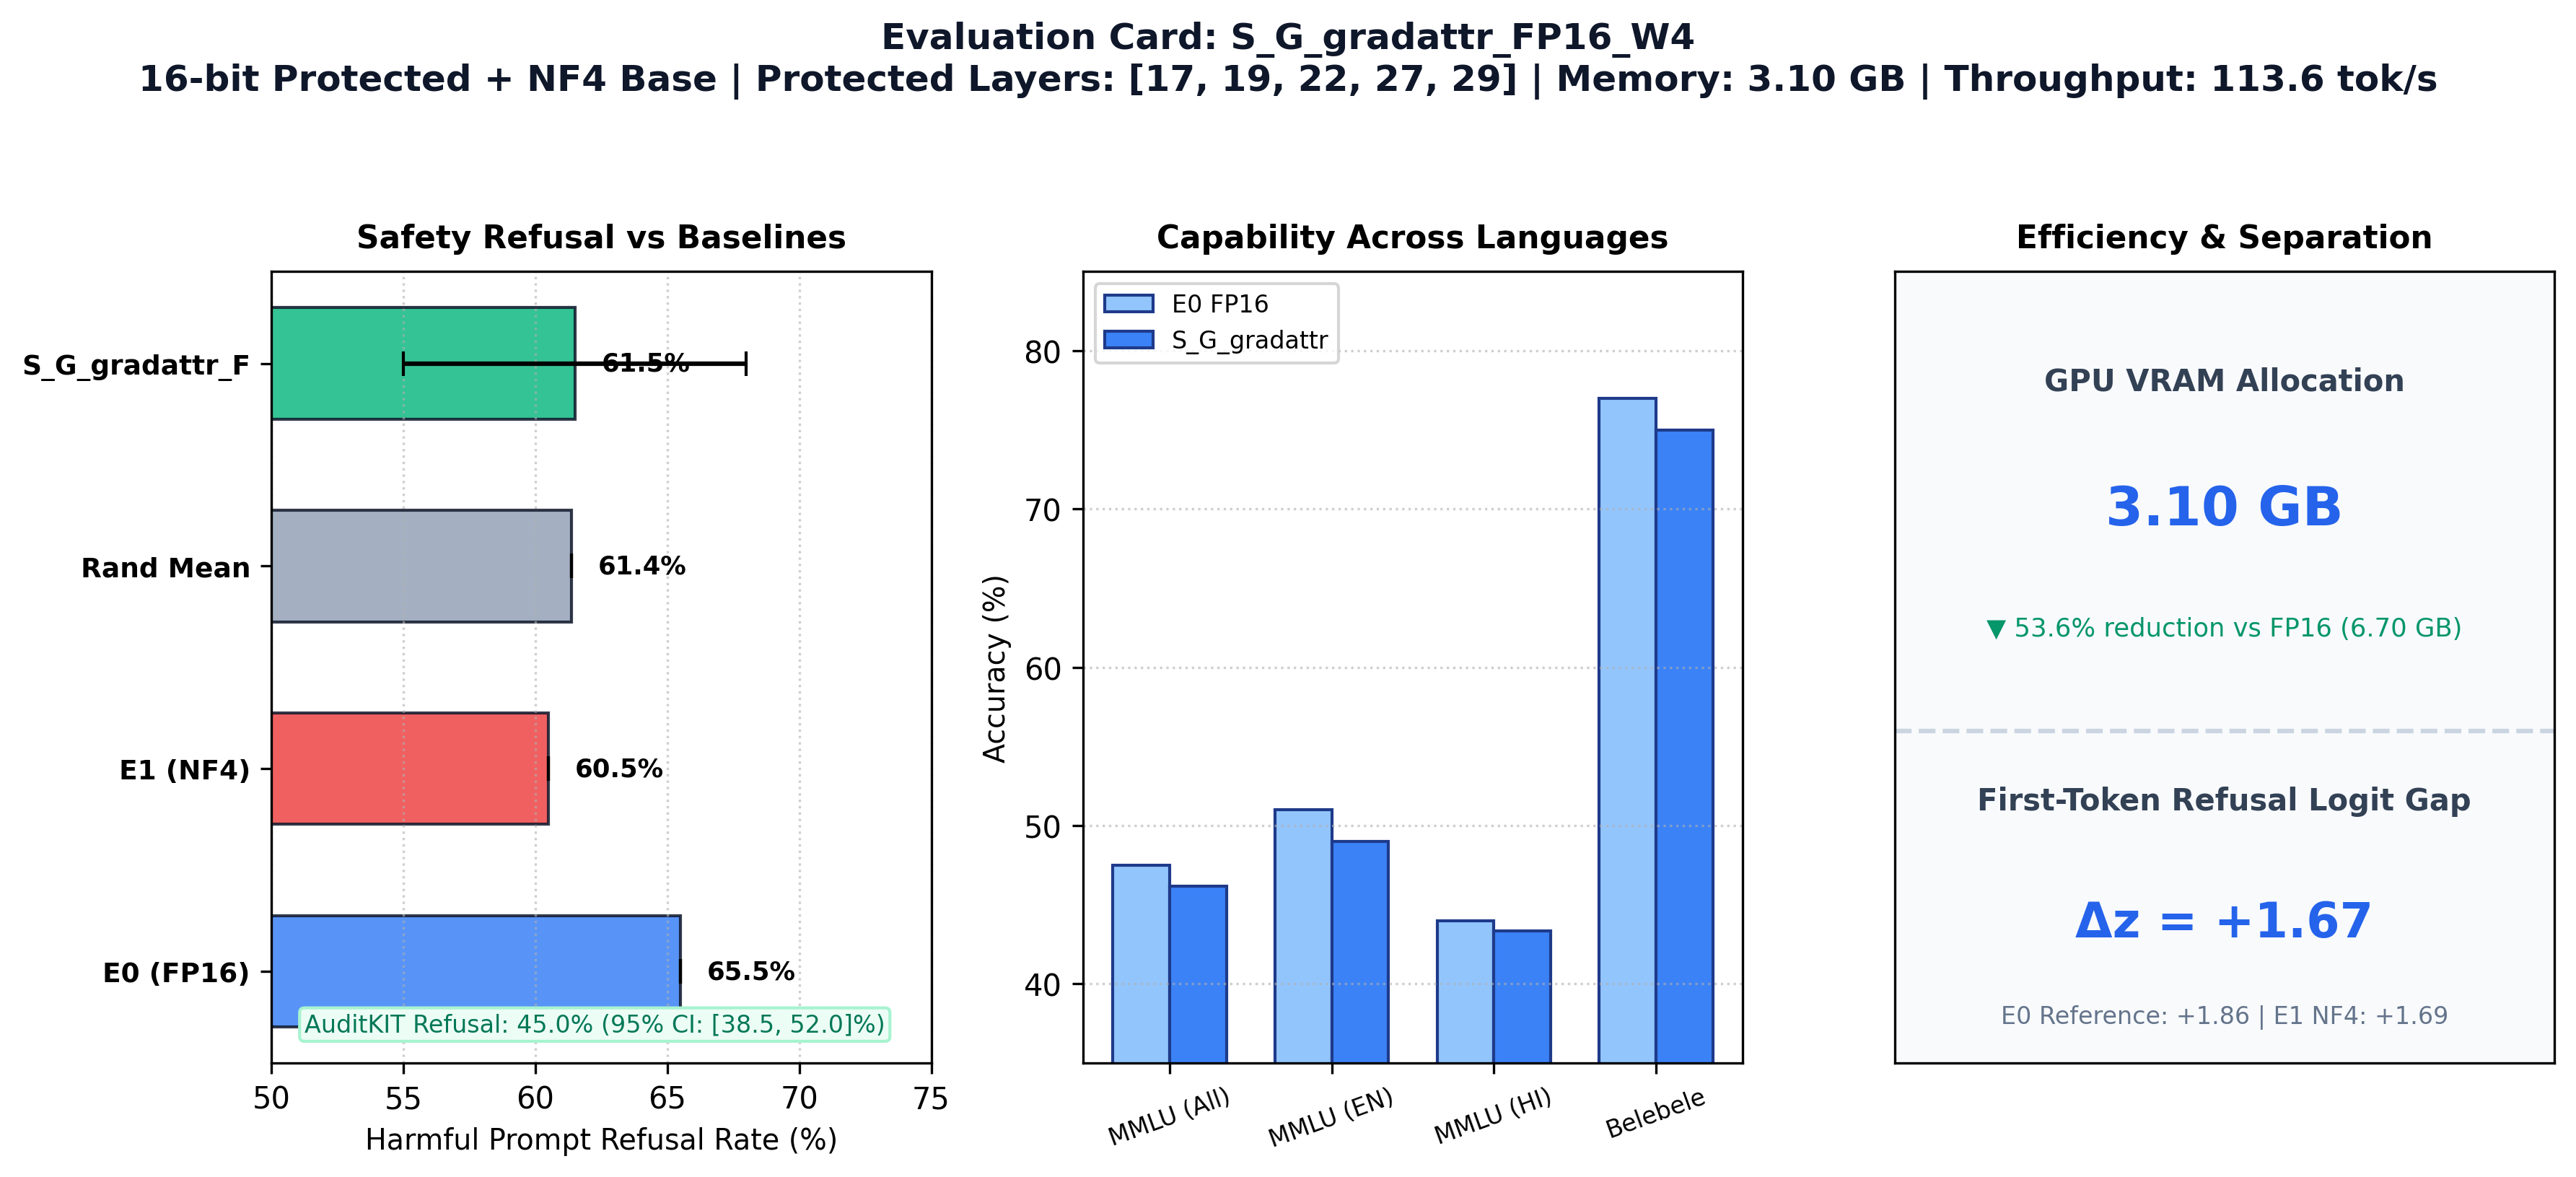 Evaluation Card: S_G_gradattr_FP16_W4
16-bit Protected + NF4 Base | Protected Layers: [17, 19, 22, 27, 29] | Memory: 3.10 GB | Throughput: 113.6 tok/s
Safety Refusal vs Baselines
S_G_gradattr_F
61.5%
Rand Mean
61.4%
E1 (NF4)
60.5%
E0 (FP16)
65.5%
AuditKIT Refusal: 45.0% (95% CI: [38.5, 52.0]%)
50 55 60 65 70 75
Harmful Prompt Refusal Rate (%)
Capability Across Languages
E0 FP16
S_G_gradattr
Accuracy (%)
80
70
60
50
40
MMLU (All) MMLU (EN) MMLU (HI) Belebele
Efficiency & Separation
GPU VRAM Allocation
3.10 GB
▼ 53.6% reduction vs FP16 (6.70 GB)
First-Token Refusal Logit Gap
Δz = +1.67
E0 Reference: +1.86 | E1 NF4: +1.69